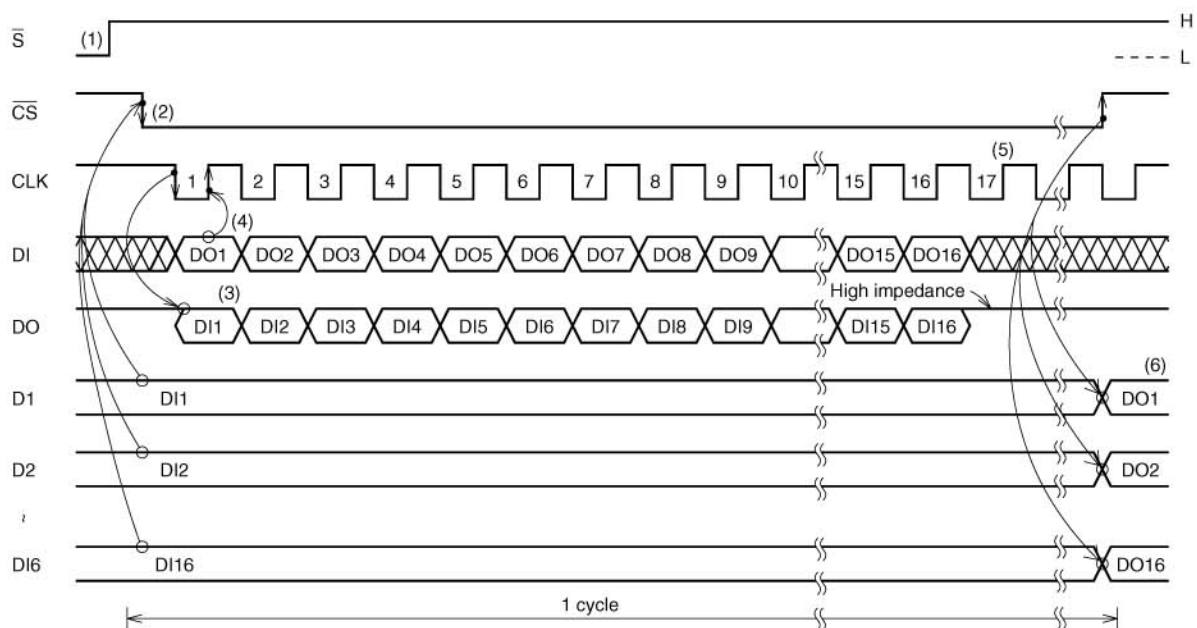 S (1) H
L
CS (2)
CLK 1 2 3 4 5 6 7 8 9 10 15 16 17 (5)
(4)
DI DO1 DO2 DO3 DO4 DO5 DO6 DO7 DO8 DO9 DO15 DO16
(3) High impedance
DO DI1 DI2 DI3 DI4 DI5 DI6 DI7 DI8 DI9 DI15 DI16
(6)
D1 DI1 DO1
D2 DI2 DO2
~
DI6 DI16 DO16
1 cycle